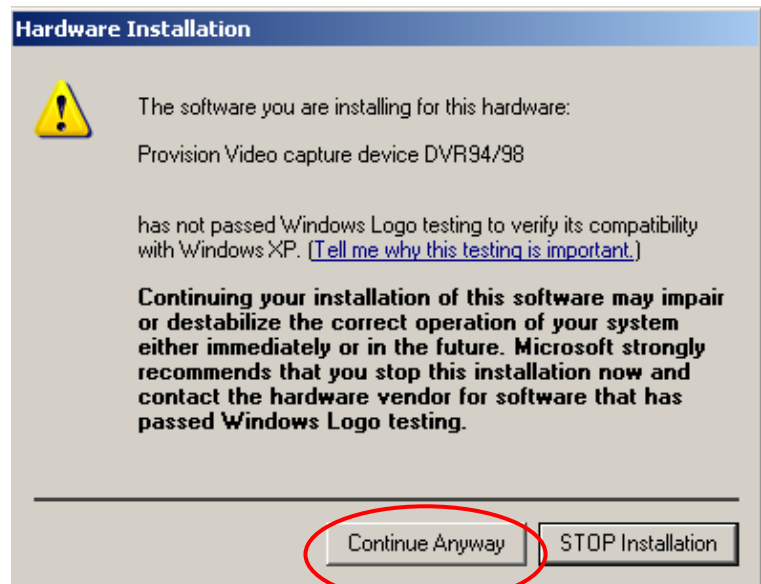 Hardware Installation
The software you are installing for this hardware:
Provision Video capture device DVR94/98
has not passed Windows Logo testing to verify its compatibility
with Windows XP. (Tell me why this testing is important.)
Continuing your installation of this software may impair
or destabilize the correct operation of your system
either immediately or in the future. Microsoft strongly
recommends that you stop this installation now and
contact the hardware vendor for software that has
passed Windows Logo testing.
Continue Anyway
STOP Installation